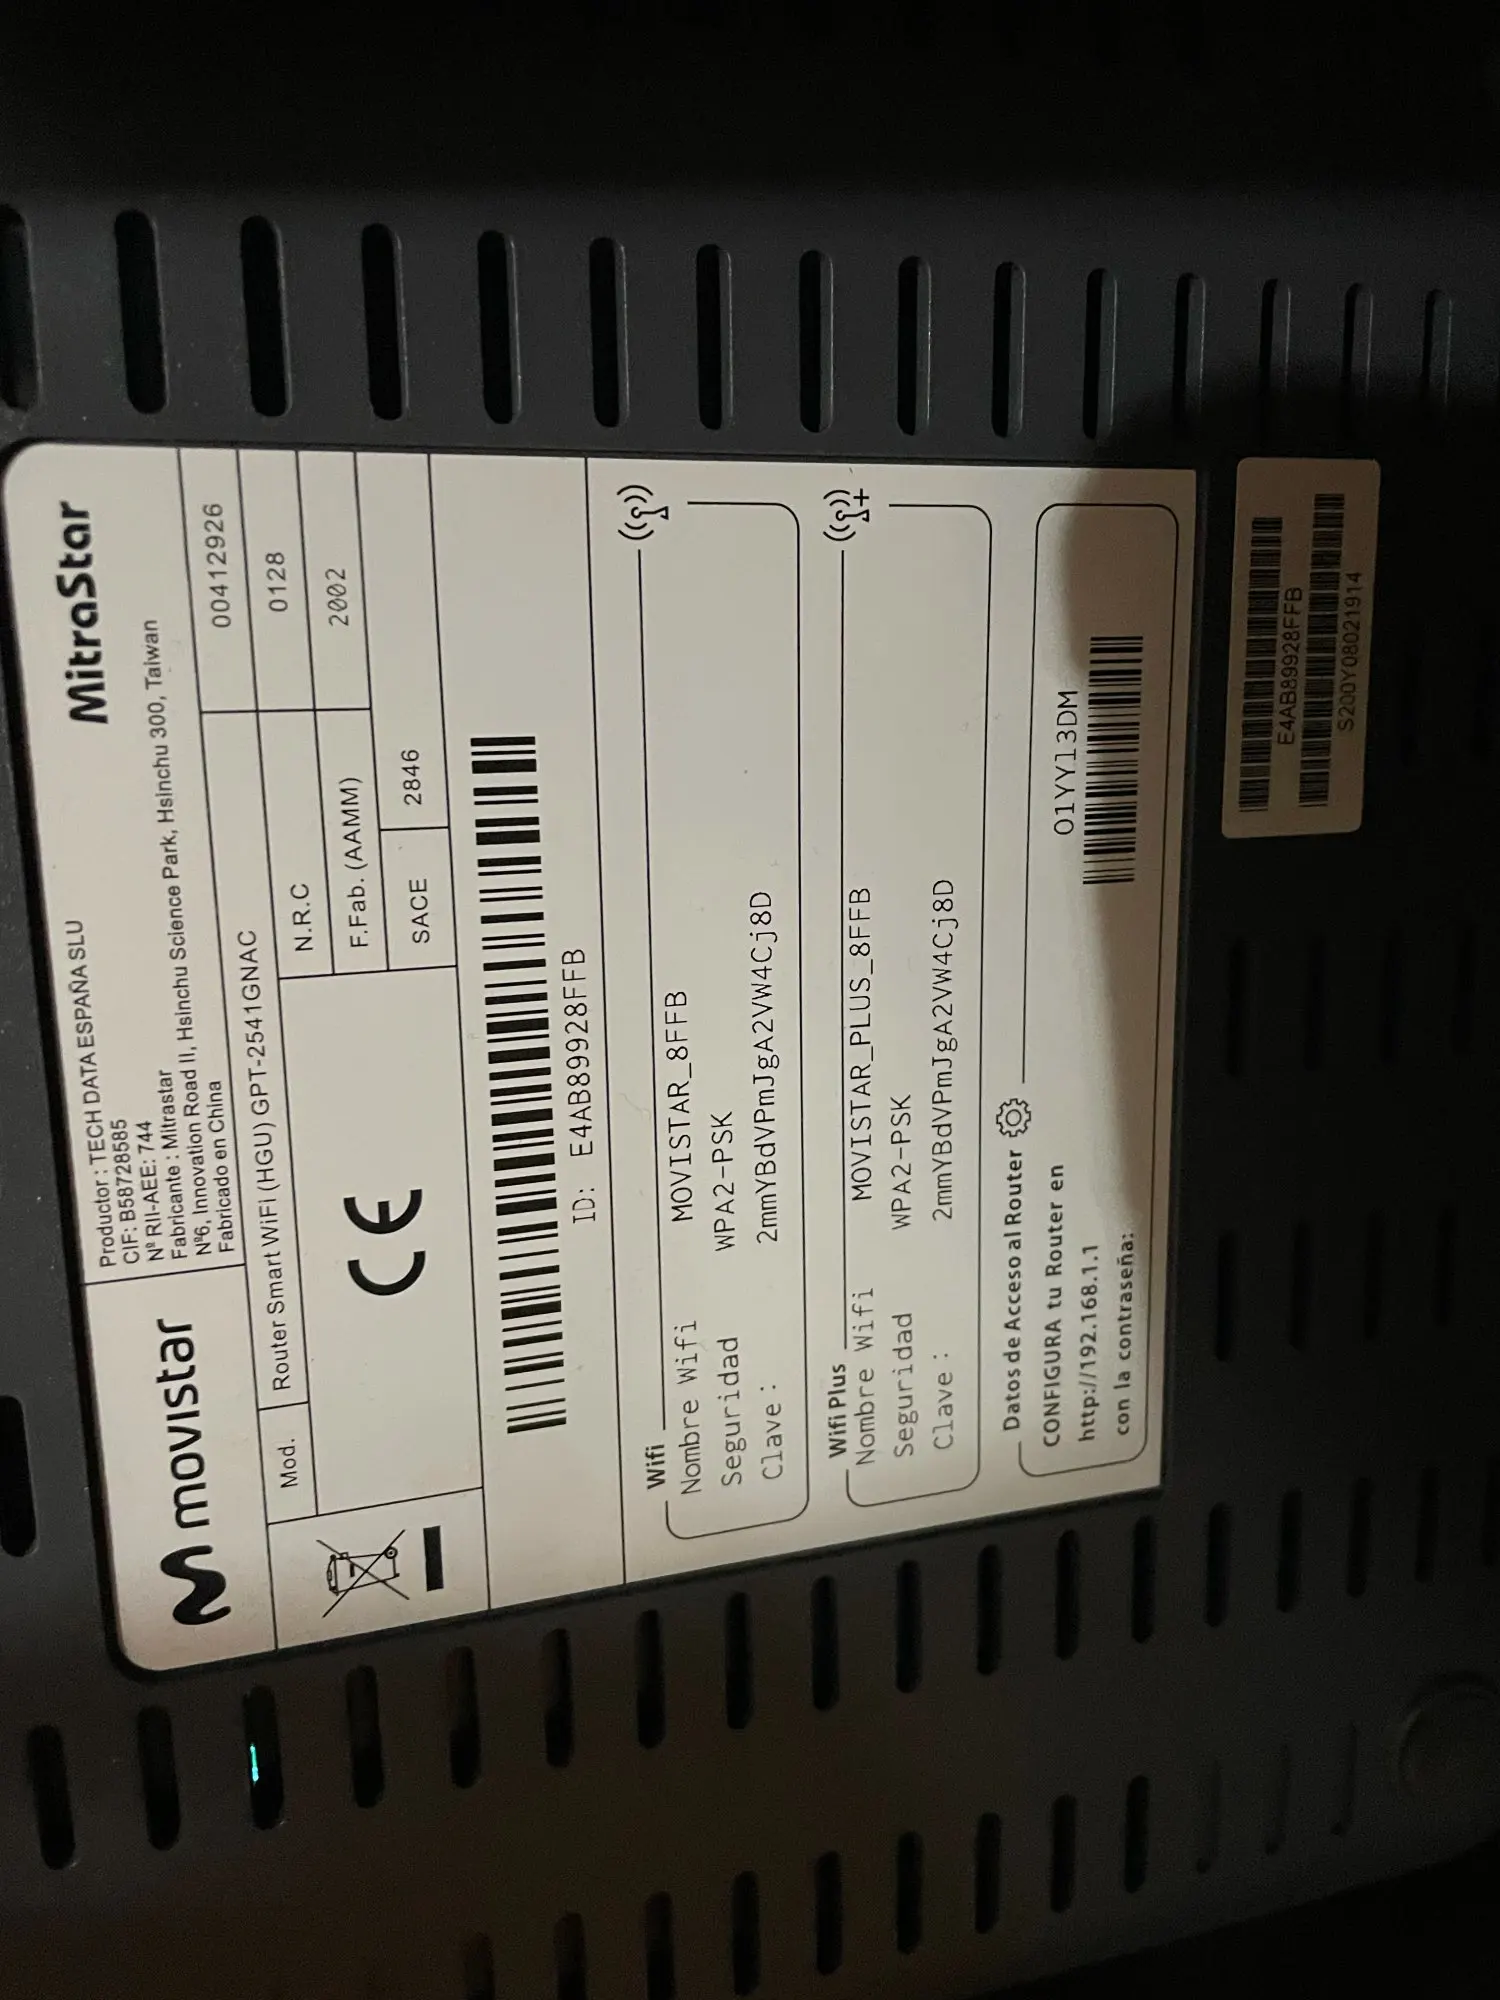 movistar
Productor : TECH DATA ESPAÑA SLU
CIF: B58728585
Nº RII-AEE: 744
Fabricante : Mitrastar
Nº6, Innovation Road II, Hsinchu Science Park, Hsinchu 300, Taiwan
Fabricado en China
MitraStar
Mod.
Router Smart WiFi (HGU) GPT-2541GNAC
00412926
N.R.C
0128
F.Fab. (AAMM)
2002
SACE
2846
CE
ID: E4AB89928FFB
Wifi
Nombre Wifi MOVISTAR_8FFB
Seguridad WPA2-PSK
Clave : 2mmYBdVPmJgA2VW4Cj8D
Wifi Plus
Nombre Wifi MOVISTAR_PLUS_8FFB
Seguridad WPA2-PSK
Clave : 2mmYBdVPmJgA2VW4Cj8D
Datos de Acceso al Router
CONFIGURA tu Router en
http://192.168.1.1
con la contraseña:
O1YYl3DM
E4AB89928FFB
S200Y08021914